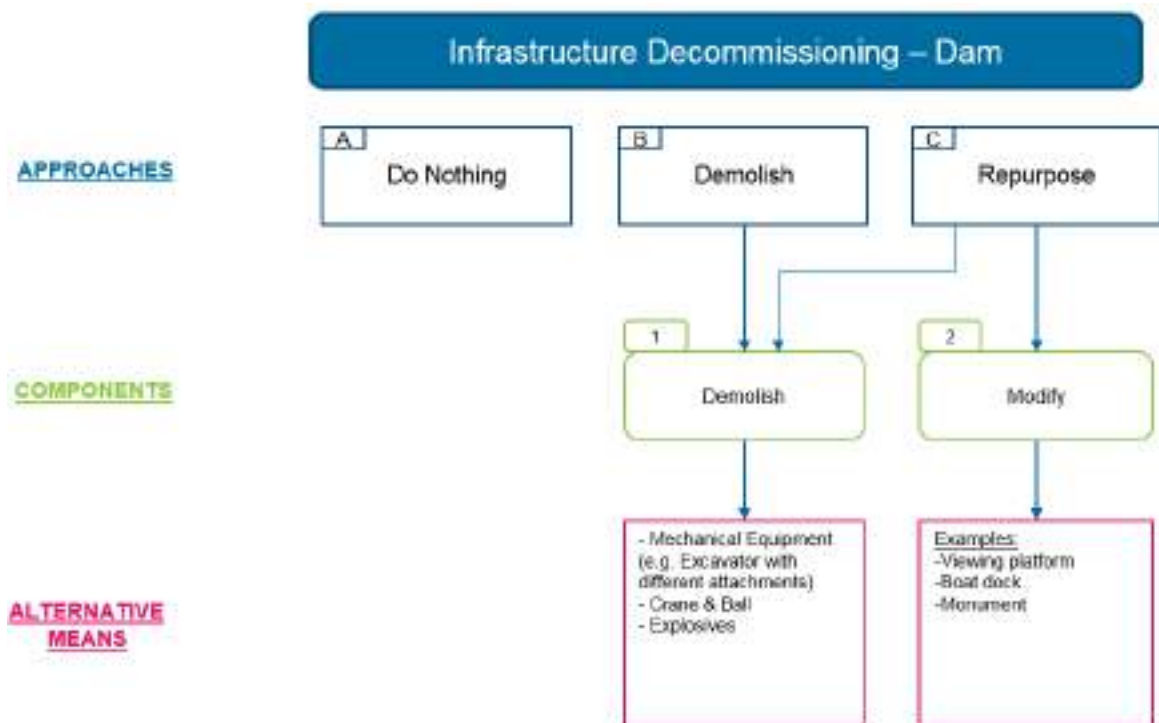 Infrastructure Decommissioning – Dam
APPROACHES
A
Do Nothing
B
Demolish
C
Repurpose
COMPONENTS
1
Demolish
2
Modify
ALTERNATIVE
MEANS
- Mechanical Equipment
(e.g. Excavator with
different attachments)
- Crane & Ball
- Explosives
Examples:
-Viewing platform
-Boat dock
-Monument